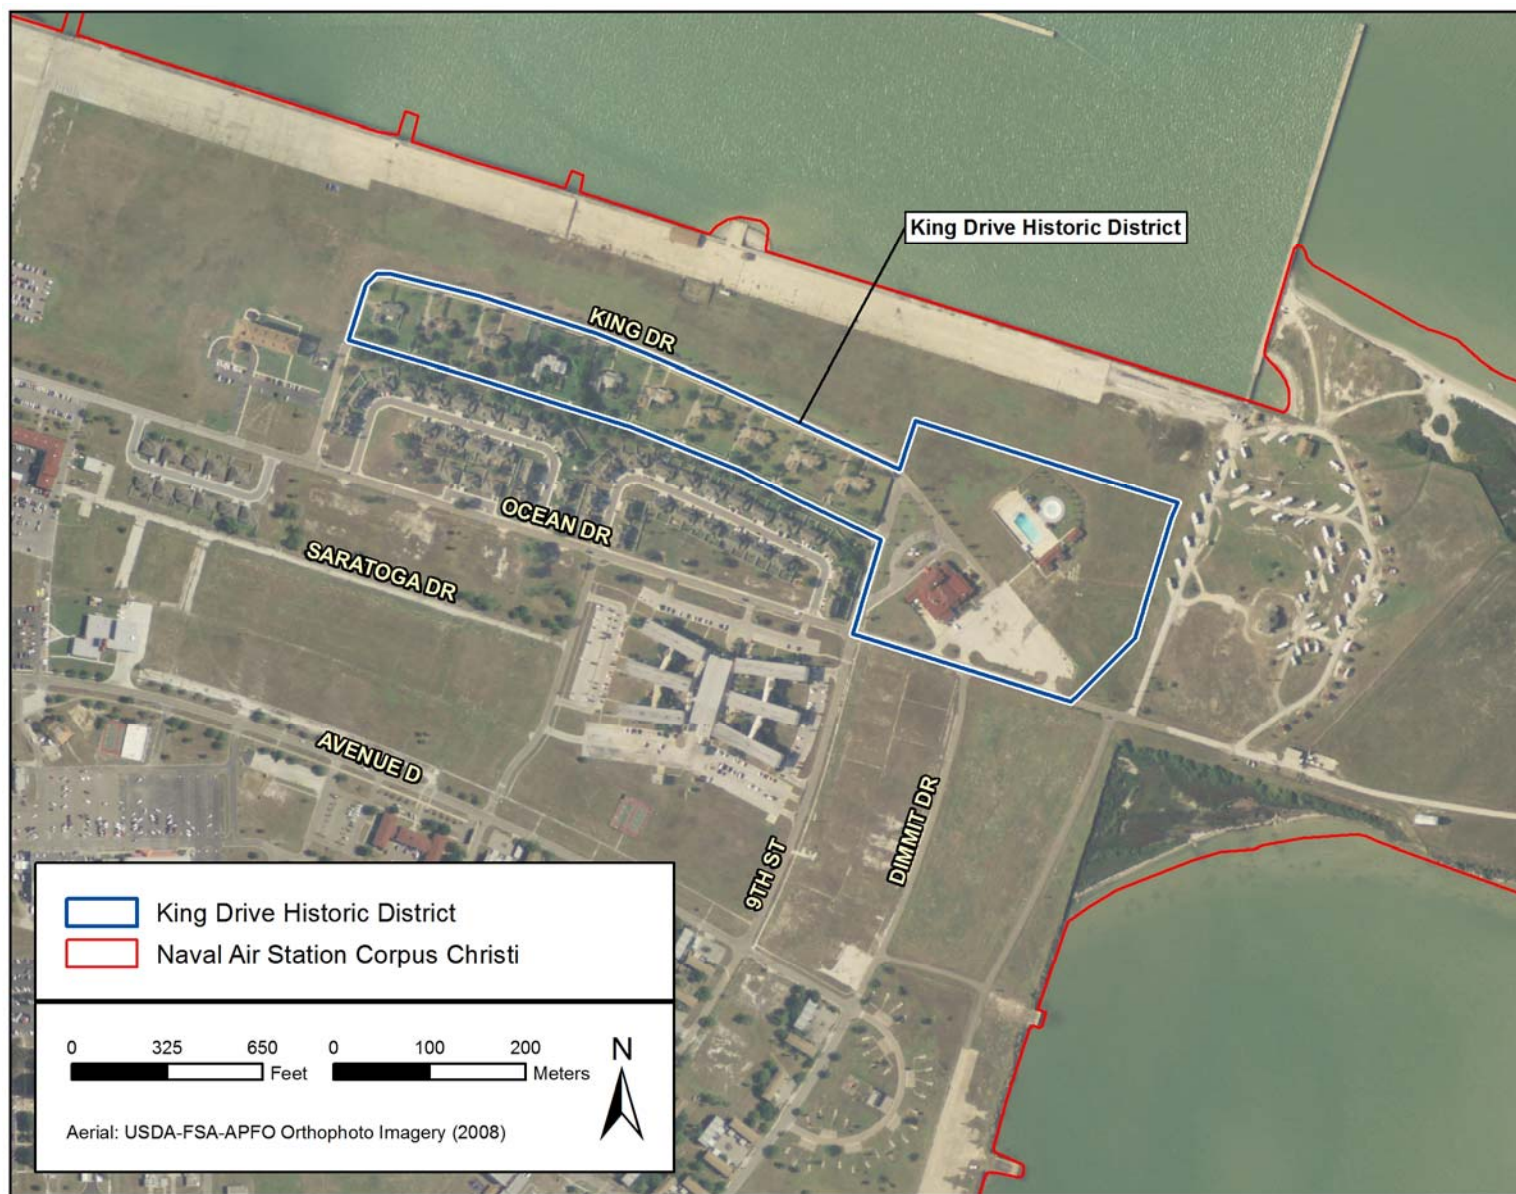 King Drive Historic District
KING DR
OCEAN DR
SARATOGA DR
AVENUE D
9TH ST
DIMMIT DR
King Drive Historic District
Naval Air Station Corpus Christi
0 325 650
Feet
0 100 200
Meters
N
Aerial: USDA-FSA-APFO Orthophoto Imagery (2008)